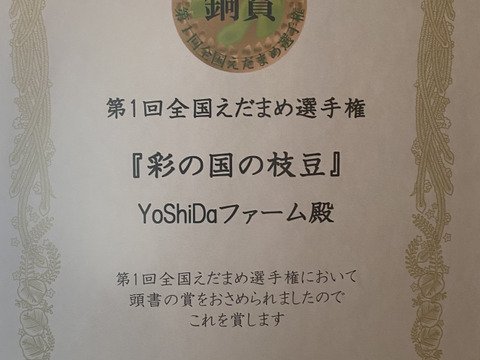 銅賞
第1回全国えだまめ選手権
第1回全国えだまめ選手権
『彩の国の枝豆』
YoShiDaファーム殿
第1回全国えだまめ選手権において
頭書の賞をおさめられましたので
これを賞します